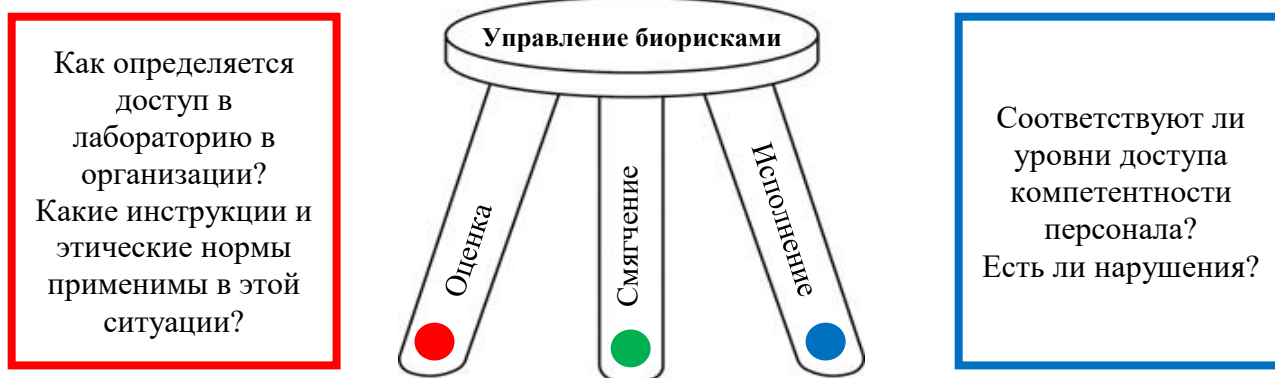 Как определяется
доступ в
лабораторию в
организации?
Какие инструкции и
этические нормы
применимы в этой
ситуации?
Управление биорисками
Оценка
Смягчение
Исполнение
Соответствуют ли
уровни доступа
компетентности
персонала?
Есть ли нарушения?